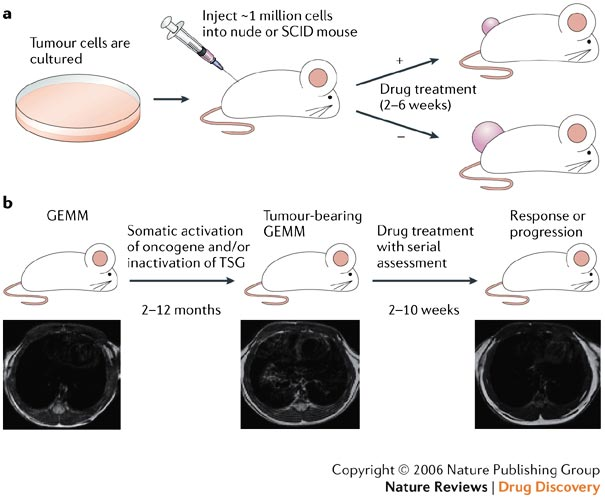 a
Tumour cells are
cultured
Inject ~1 million cells
into nude or SCID mouse
+
Drug treatment
(2–6 weeks)
–
b
GEMM
Somatic activation
of oncogene and/or
inactivation of TSG
2–12 months
Tumour-bearing
GEMM
Drug treatment
with serial
assessment
2–10 weeks
Response or
progression
Copyright © 2006 Nature Publishing Group
Nature Reviews | Drug Discovery